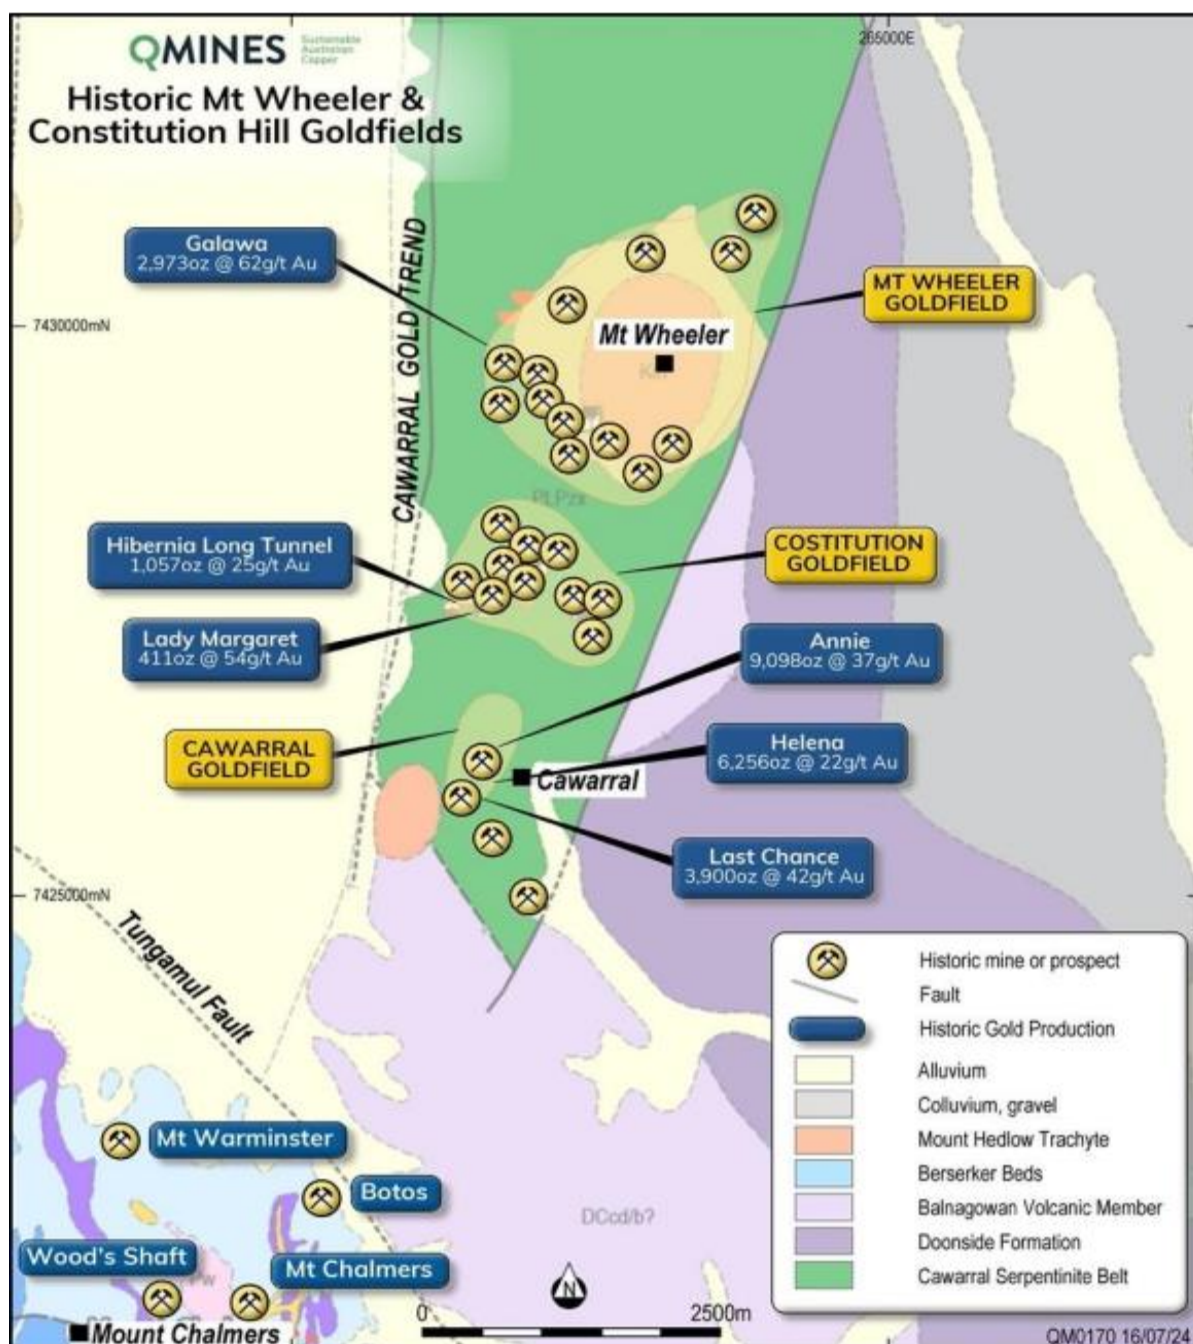 QMINES
Sustainable
Australian
Copper
Historic Mt Wheeler &
Constitution Hill Goldfields
265000E
Galawa
2,973oz @ 62g/t Au
CAWARRAL GOLD TREND
MT WHEELER
GOLDFIELD
7430000mN
Mt Wheeler
PLPzx
Hibernia Long Tunnel
1,057oz @ 25g/t Au
COSTITUTION
GOLDFIELD
Lady Margaret
411oz @ 54g/t Au
Annie
9,098oz @ 37g/t Au
CAWARRAL
GOLDFIELD
Helena
6,256oz @ 22g/t Au
Cawarral
Last Chance
3,900oz @ 42g/t Au
7425000mN
Tungamul Fault
Historic mine or prospect
Fault
Historic Gold Production
Alluvium
Colluvium, gravel
Mount Hedlow Trachyte
Berserker Beds
Balnagowan Volcanic Member
Doonside Formation
Cawarral Serpentinite Belt
Mt Warminster
Botos
DCcd/b?
Wood's Shaft
Mt Chalmers
N
0
2500m
Mount Chalmers
QM0170 16/07/24